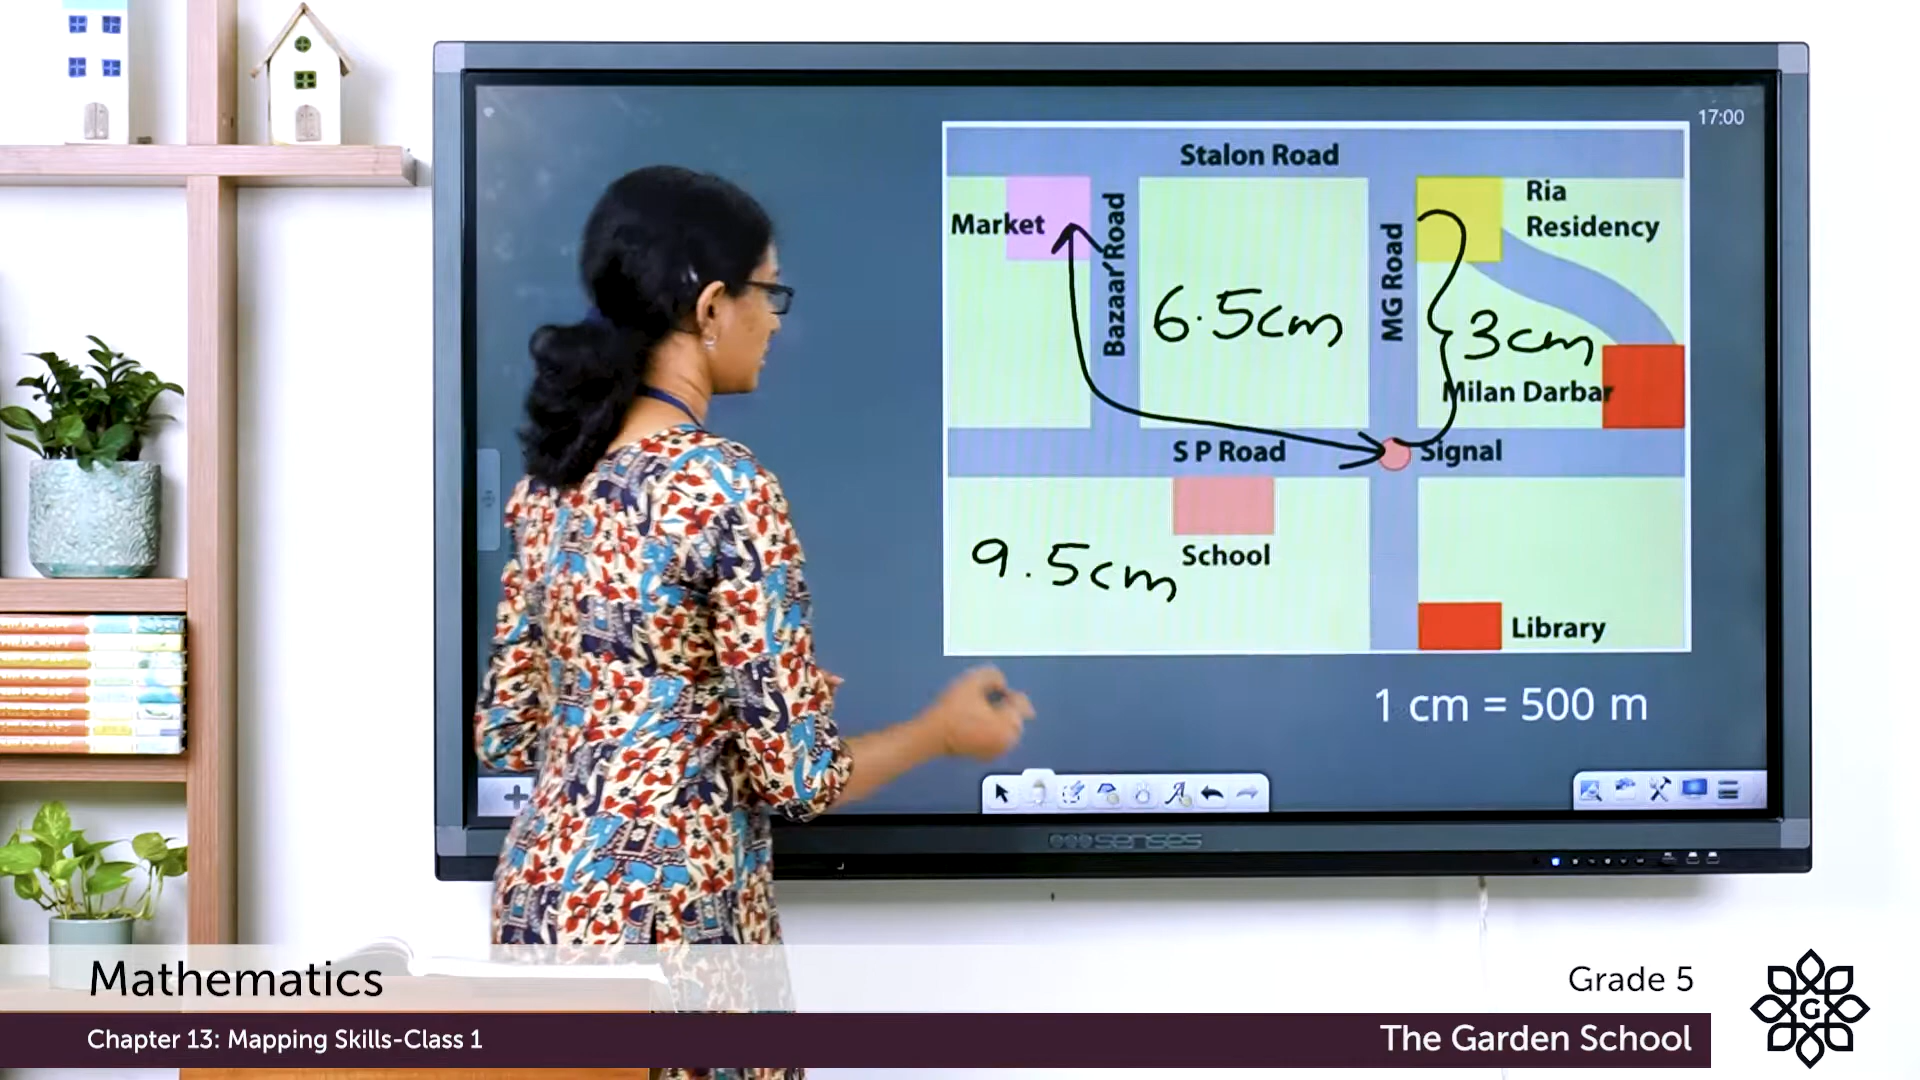 17:00
Stalon Road
Market
Bazaar Road
MG Road
Ria
Residency
6.5cm
3cm
Milan Darbar
S P Road
Signal
School
9.5cm
Library
1 cm = 500 m
senses
Mathematics
Grade 5
Chapter 13: Mapping Skills-Class 1
The Garden School
G